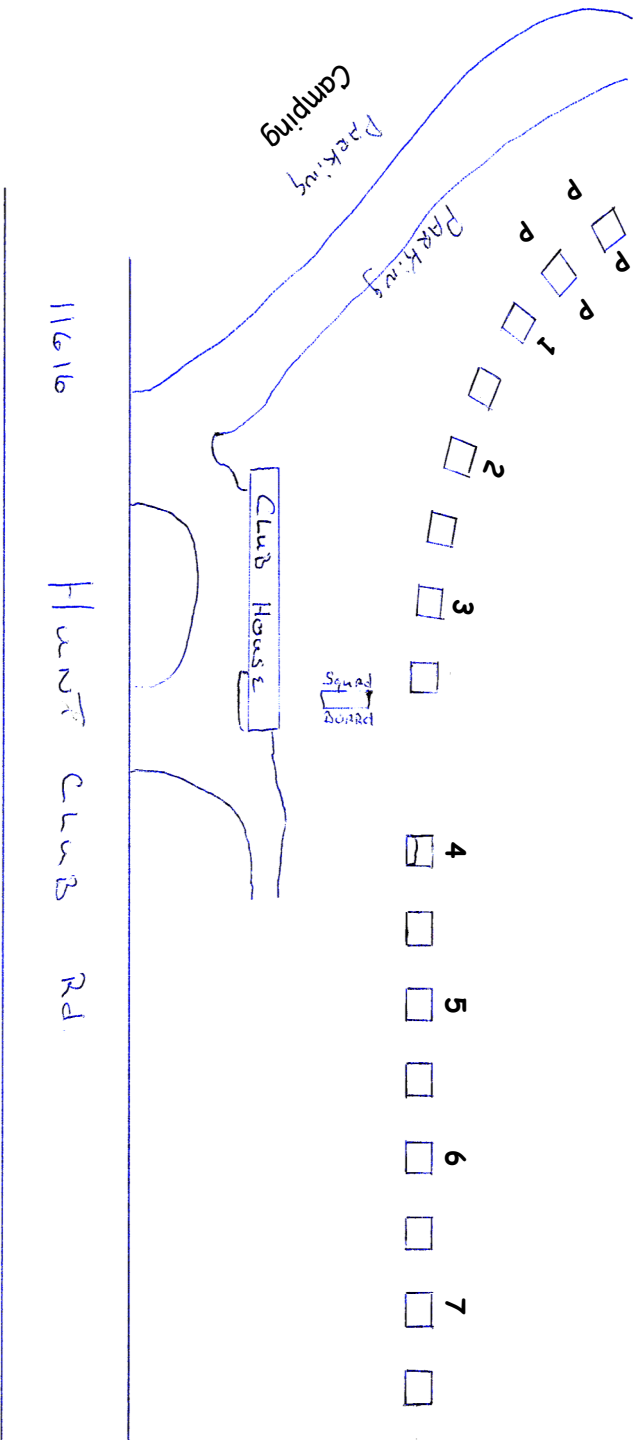 Camping
Parking
PARKing
P
P
P
P
1
2
3
4
5
6
7
CLUB HOUSE
Squad
BOARD
11616 HUNT CLUB Rd.